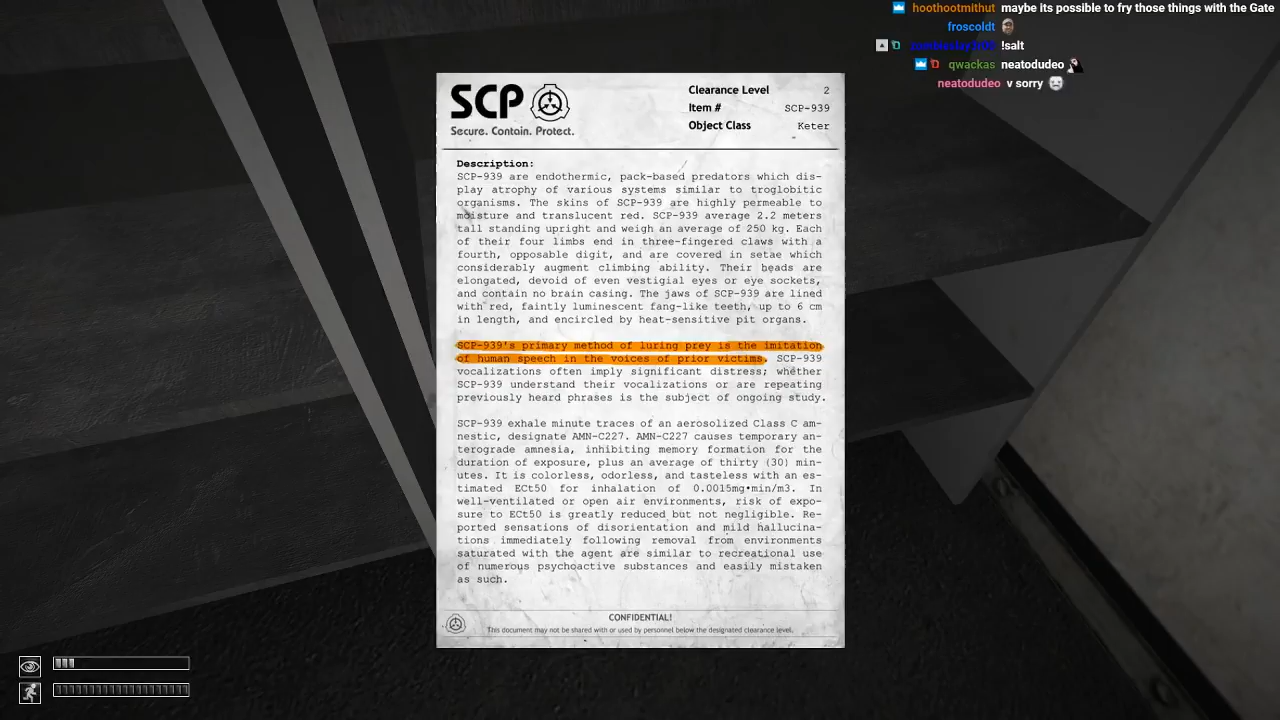 hoothootmithut maybe its possible to fry those things with the Gate
froscoldt
zombieslay3r00 !salt
qwackas neatodudeo
neatodudeo v sorry
SCP
Secure. Contain. Protect.
Clearance Level 2
Item # SCP-939
Object Class Keter
Description:
SCP-939 are endothermic, pack-based predators which dis-
play atrophy of various systems similar to troglobitic
organisms. The skins of SCP-939 are highly permeable to
moisture and translucent red. SCP-939 average 2.2 meters
tall standing upright and weigh an average of 250 kg. Each
of their four limbs end in three-fingered claws with a
fourth, opposable digit, and are covered in setae which
considerably augment climbing ability. Their heads are
elongated, devoid of even vestigial eyes or eye sockets,
and contain no brain casing. The jaws of SCP-939 are lined
with red, faintly luminescent fang-like teeth, up to 6 cm
in length, and encircled by heat-sensitive pit organs.
SCP-939's primary method of luring prey is the imitation
of human speech in the voices of prior victims. SCP-939
vocalizations often imply significant distress; whether
SCP-939 understand their vocalizations or are repeating
previously heard phrases is the subject of ongoing study.
SCP-939 exhale minute traces of an aerosolized Class C am-
nestic, designate AMN-C227. AMN-C227 causes temporary an-
terograde amnesia, inhibiting memory formation for the
duration of exposure, plus an average of thirty (30) min-
utes. It is colorless, odorless, and tasteless with an es-
timated ECt50 for inhalation of 0.0015mg•min/m3. In
well-ventilated or open air environments, risk of expo-
sure to ECt50 is greatly reduced but not negligible. Re-
ported sensations of disorientation and mild hallucina-
tions immediately following removal from environments
saturated with the agent are similar to recreational use
of numerous psychoactive substances and easily mistaken
as such.
CONFIDENTIAL!
This document may not be shared with or used by personnel below the designated clearance level.